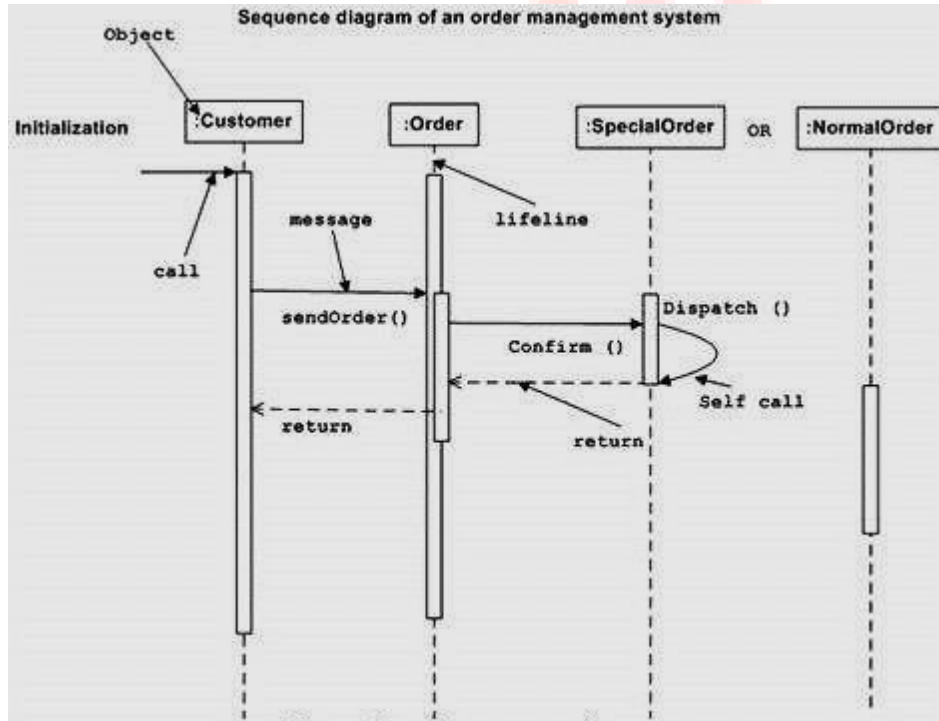 Sequence diagram of an order management system
Object
Initialization
:Customer
:Order
:SpecialOrder
OR
:NormalOrder
message
lifeline
call
sendOrder()
Dispatch ()
Confirm ()
Self call
return
return